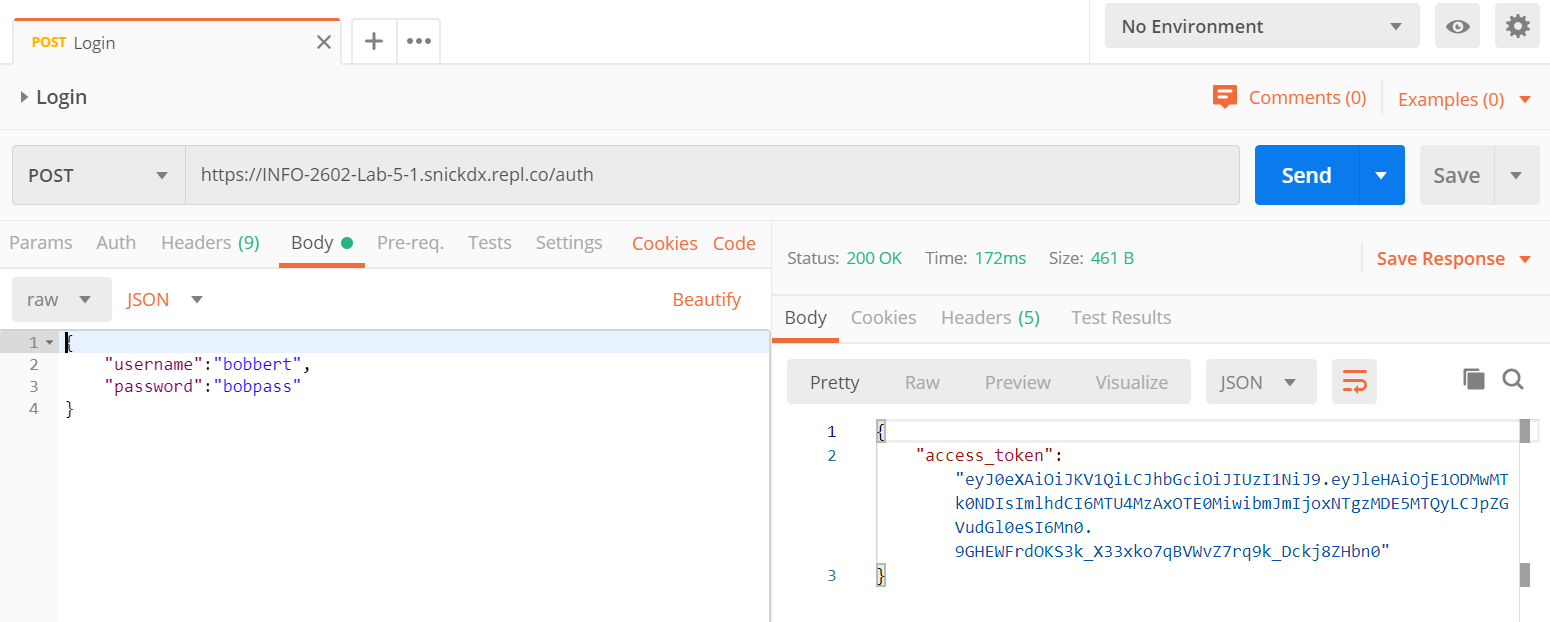 POST Login
No Environment
Login
Comments (0)
Examples (0)
POST
https://INFO-2602-Lab-5-1.snickdx.repl.co/auth
Send
Save
Params Auth Headers (9) Body Pre-req. Tests Settings Cookies Code
raw JSON Beautify
1 {
2 "username":"bobbert",
3 "password":"bobpass"
4 }
Status: 200 OK Time: 172ms Size: 461 B Save Response
Body Cookies Headers (5) Test Results
Pretty Raw Preview Visualize JSON
1 {
2 "access_token":
"eyJ0eXAiOiJKV1QiLCJhbGciOiJIUzI1NiJ9.eyJleHAiOjE1ODMwMT
k0NDIsImlhdCI6MTU4MzAxOTE0MiwibmJmIjoxNTgzMDE5MTQyLCJpZG
VudGl0eSI6Mn0.
9GHEWFrdOKS3k_X33xko7qBVWvZ7rq9k_Dckj8ZHbn0"
3 }